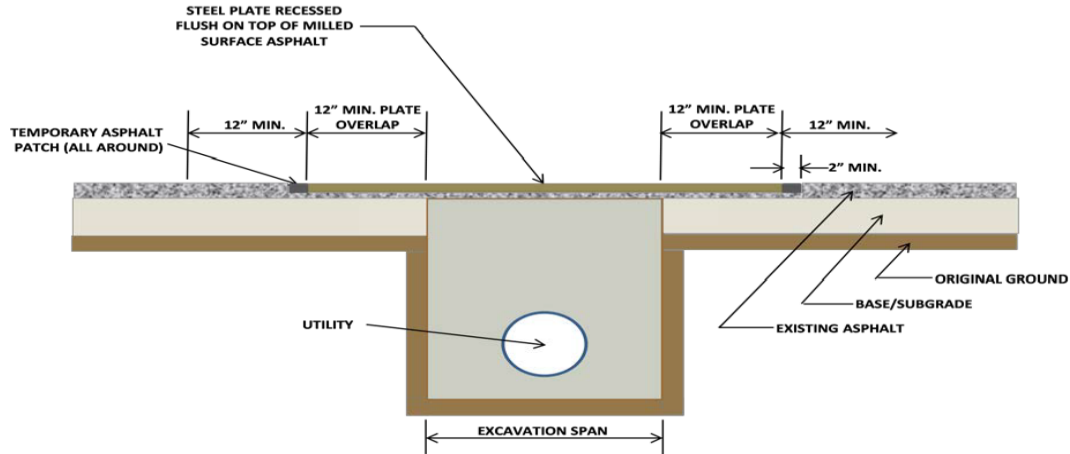 STEEL PLATE RECESSED
FLUSH ON TOP OF MILLED
SURFACE ASPHALT
12” MIN. PLATE
OVERLAP
12” MIN. PLATE
OVERLAP
12” MIN.
12” MIN.
TEMPORARY ASPHALT
PATCH (ALL AROUND)
2” MIN.
ORIGINAL GROUND
BASE/SUBGRADE
EXISTING ASPHALT
UTILITY
EXCAVATION SPAN